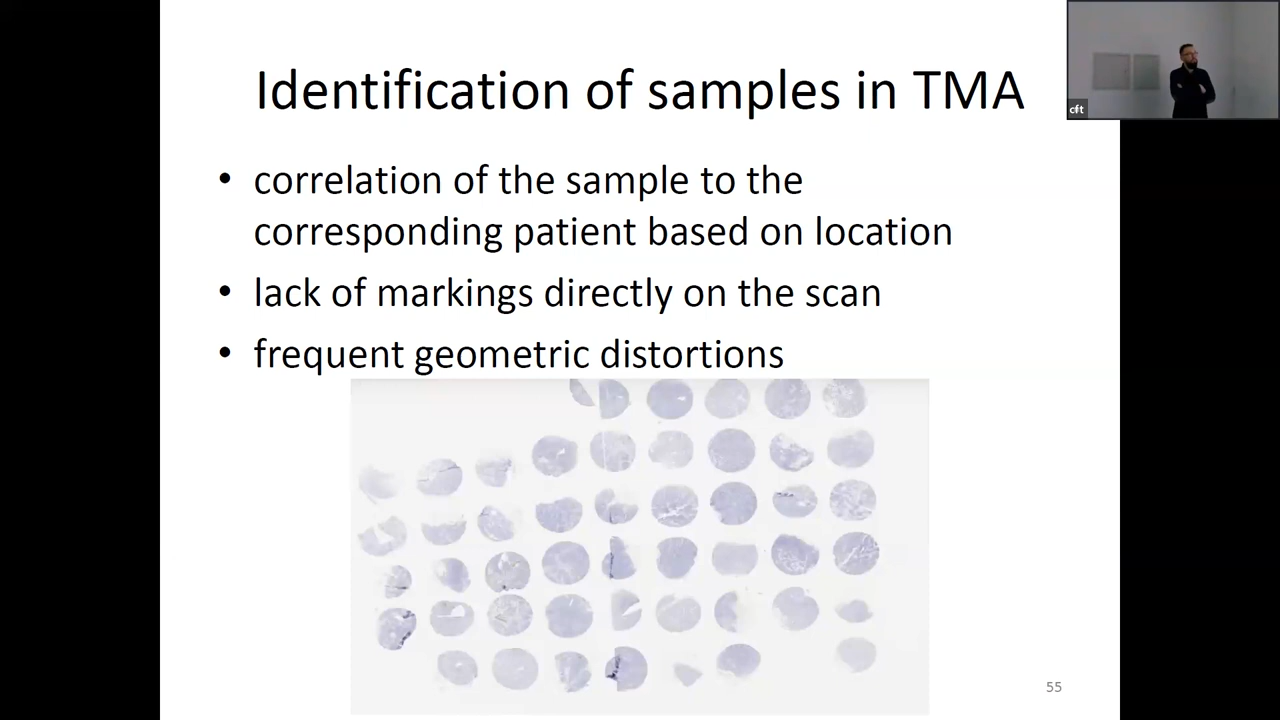 Identification of samples in TMA
cft
• correlation of the sample to the
corresponding patient based on location
• lack of markings directly on the scan
• frequent geometric distortions
55